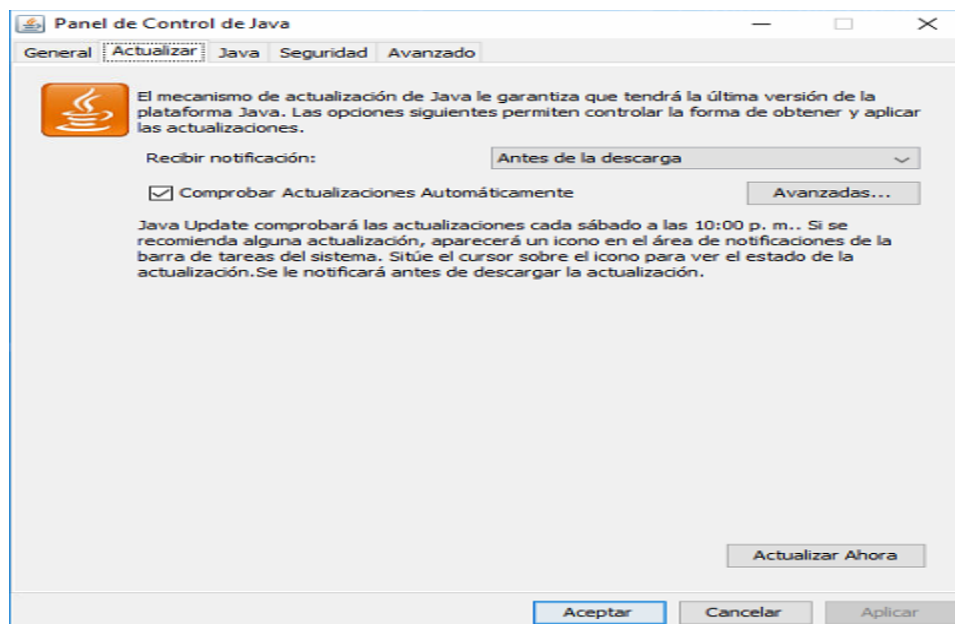 Panel de Control de Java
General Actualizar Java Seguridad Avanzado
El mecanismo de actualización de Java le garantiza que tendrá la última versión de la
plataforma Java. Las opciones siguientes permiten controlar la forma de obtener y aplicar
las actualizaciones.
Recibir notificación: Antes de la descarga
Comprobar Actualizaciones Automáticamente Avanzadas...
Java Update comprobará las actualizaciones cada sábado a las 10:00 p. m.. Si se
recomienda alguna actualización, aparecerá un icono en el área de notificaciones de la
barra de tareas del sistema. Sitúe el cursor sobre el icono para ver el estado de la
actualización.Se le notificará antes de descargar la actualización.
Actualizar Ahora
Aceptar Cancelar Aplicar